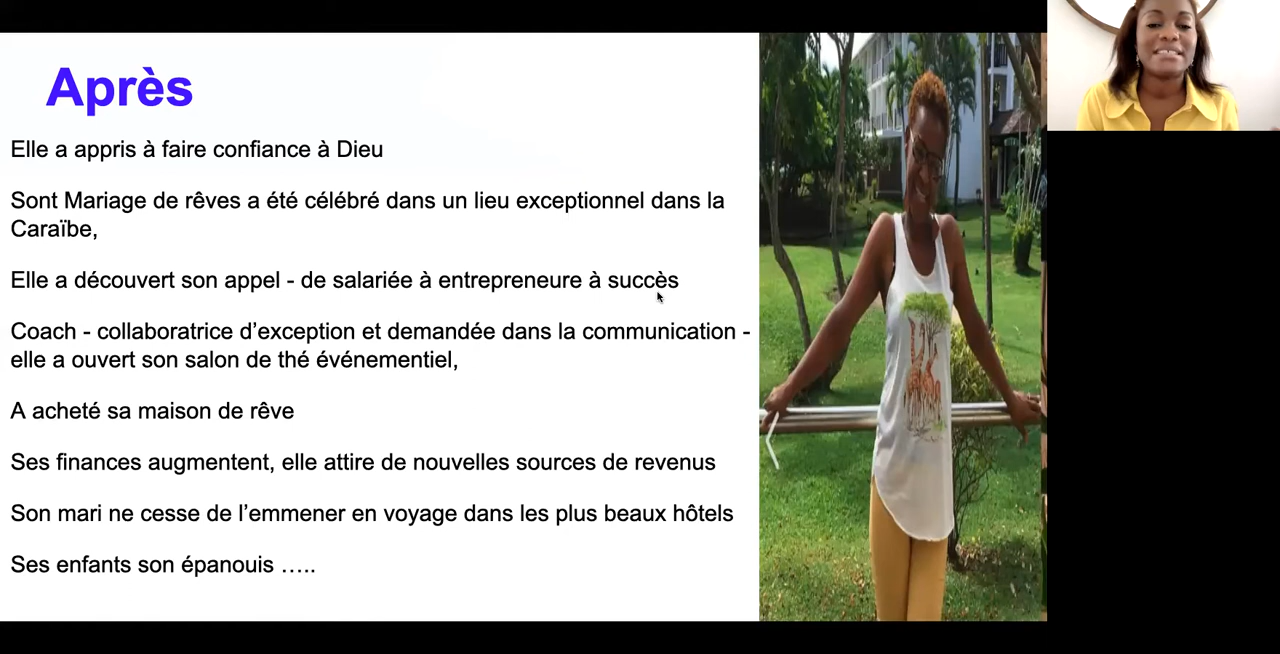 Après
Elle a appris à faire confiance à Dieu
Sont Mariage de rêves a été célébré dans un lieu exceptionnel dans la
Caraïbe,
Elle a découvert son appel - de salariée à entrepreneure à succès
Coach - collaboratrice d’exception et demandée dans la communication -
elle a ouvert son salon de thé événementiel,
A acheté sa maison de rêve
Ses finances augmentent, elle attire de nouvelles sources de revenus
Son mari ne cesse de l’emmener en voyage dans les plus beaux hôtels
Ses enfants son épanouis …..